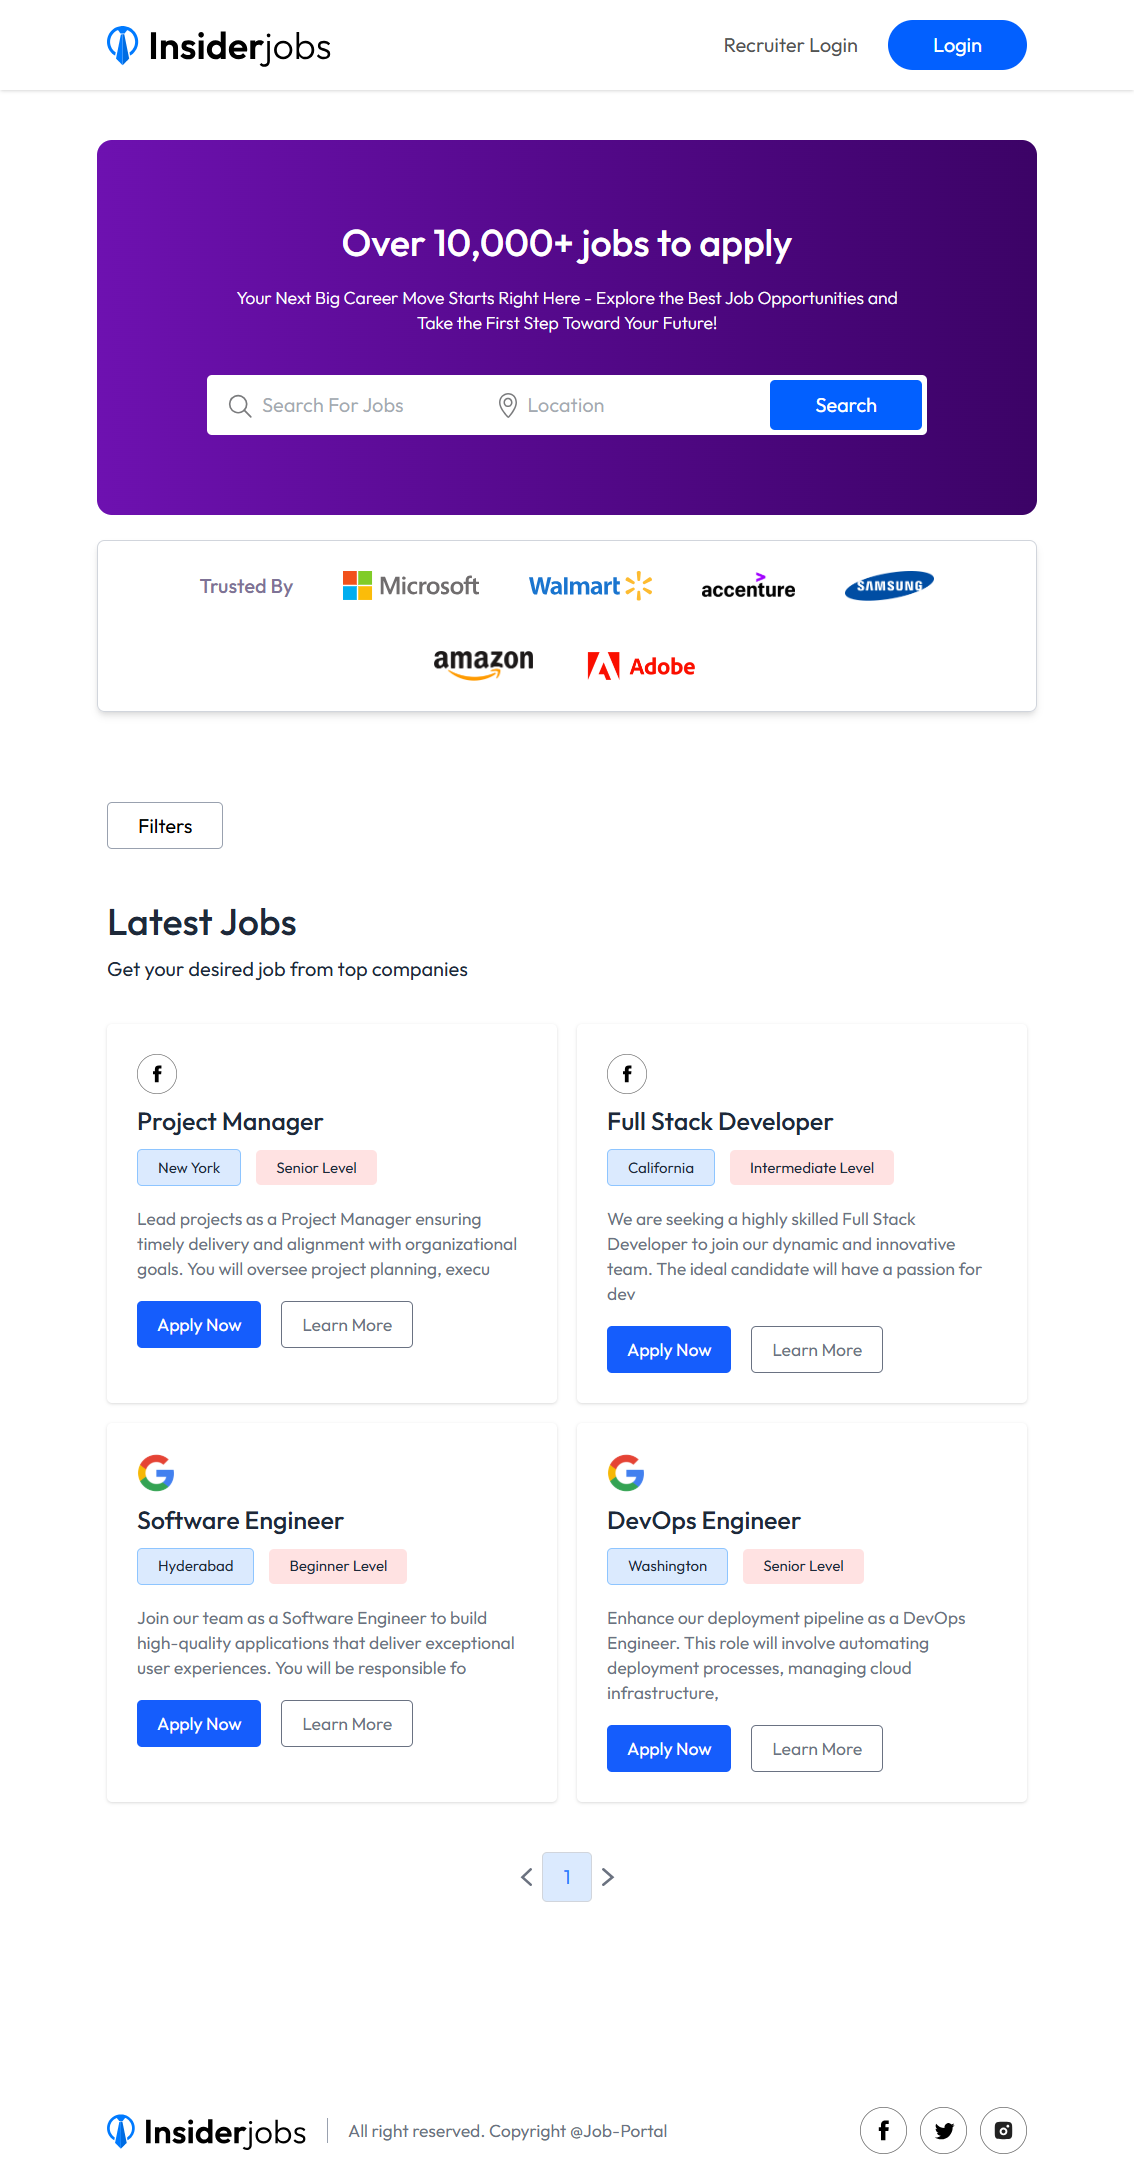 Insiderjobs
Recruiter Login
Login
Over 10,000+ jobs to apply
Your Next Big Career Move Starts Right Here - Explore the Best Job Opportunities and
Take the First Step Toward Your Future!
Search For Jobs
Location
Search
Trusted By
Microsoft
Walmart
accenture
SAMSUNG
amazon
Adobe
Filters
Latest Jobs
Get your desired job from top companies
Project Manager
New York
Senior Level
Lead projects as a Project Manager ensuring
timely delivery and alignment with organizational
goals. You will oversee project planning, execu
Apply Now
Learn More
Full Stack Developer
California
Intermediate Level
We are seeking a highly skilled Full Stack
Developer to join our dynamic and innovative
team. The ideal candidate will have a passion for
dev
Apply Now
Learn More
Software Engineer
Hyderabad
Beginner Level
Join our team as a Software Engineer to build
high-quality applications that deliver exceptional
user experiences. You will be responsible fo
Apply Now
Learn More
DevOps Engineer
Washington
Senior Level
Enhance our deployment pipeline as a DevOps
Engineer. This role will involve automating
deployment processes, managing cloud
infrastructure,
Apply Now
Learn More
1
Insiderjobs
All right reserved. Copyright @Job-Portal